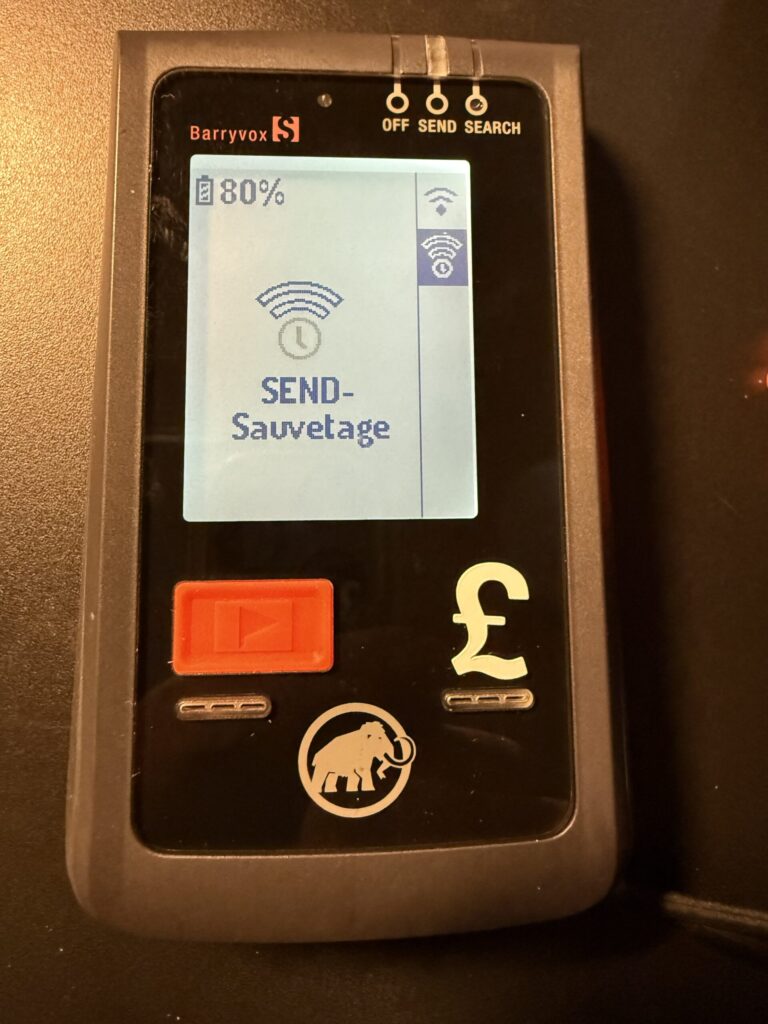 OFF SEND SEARCH
Barryvox S
80%
SEND-
Sauvetage
£